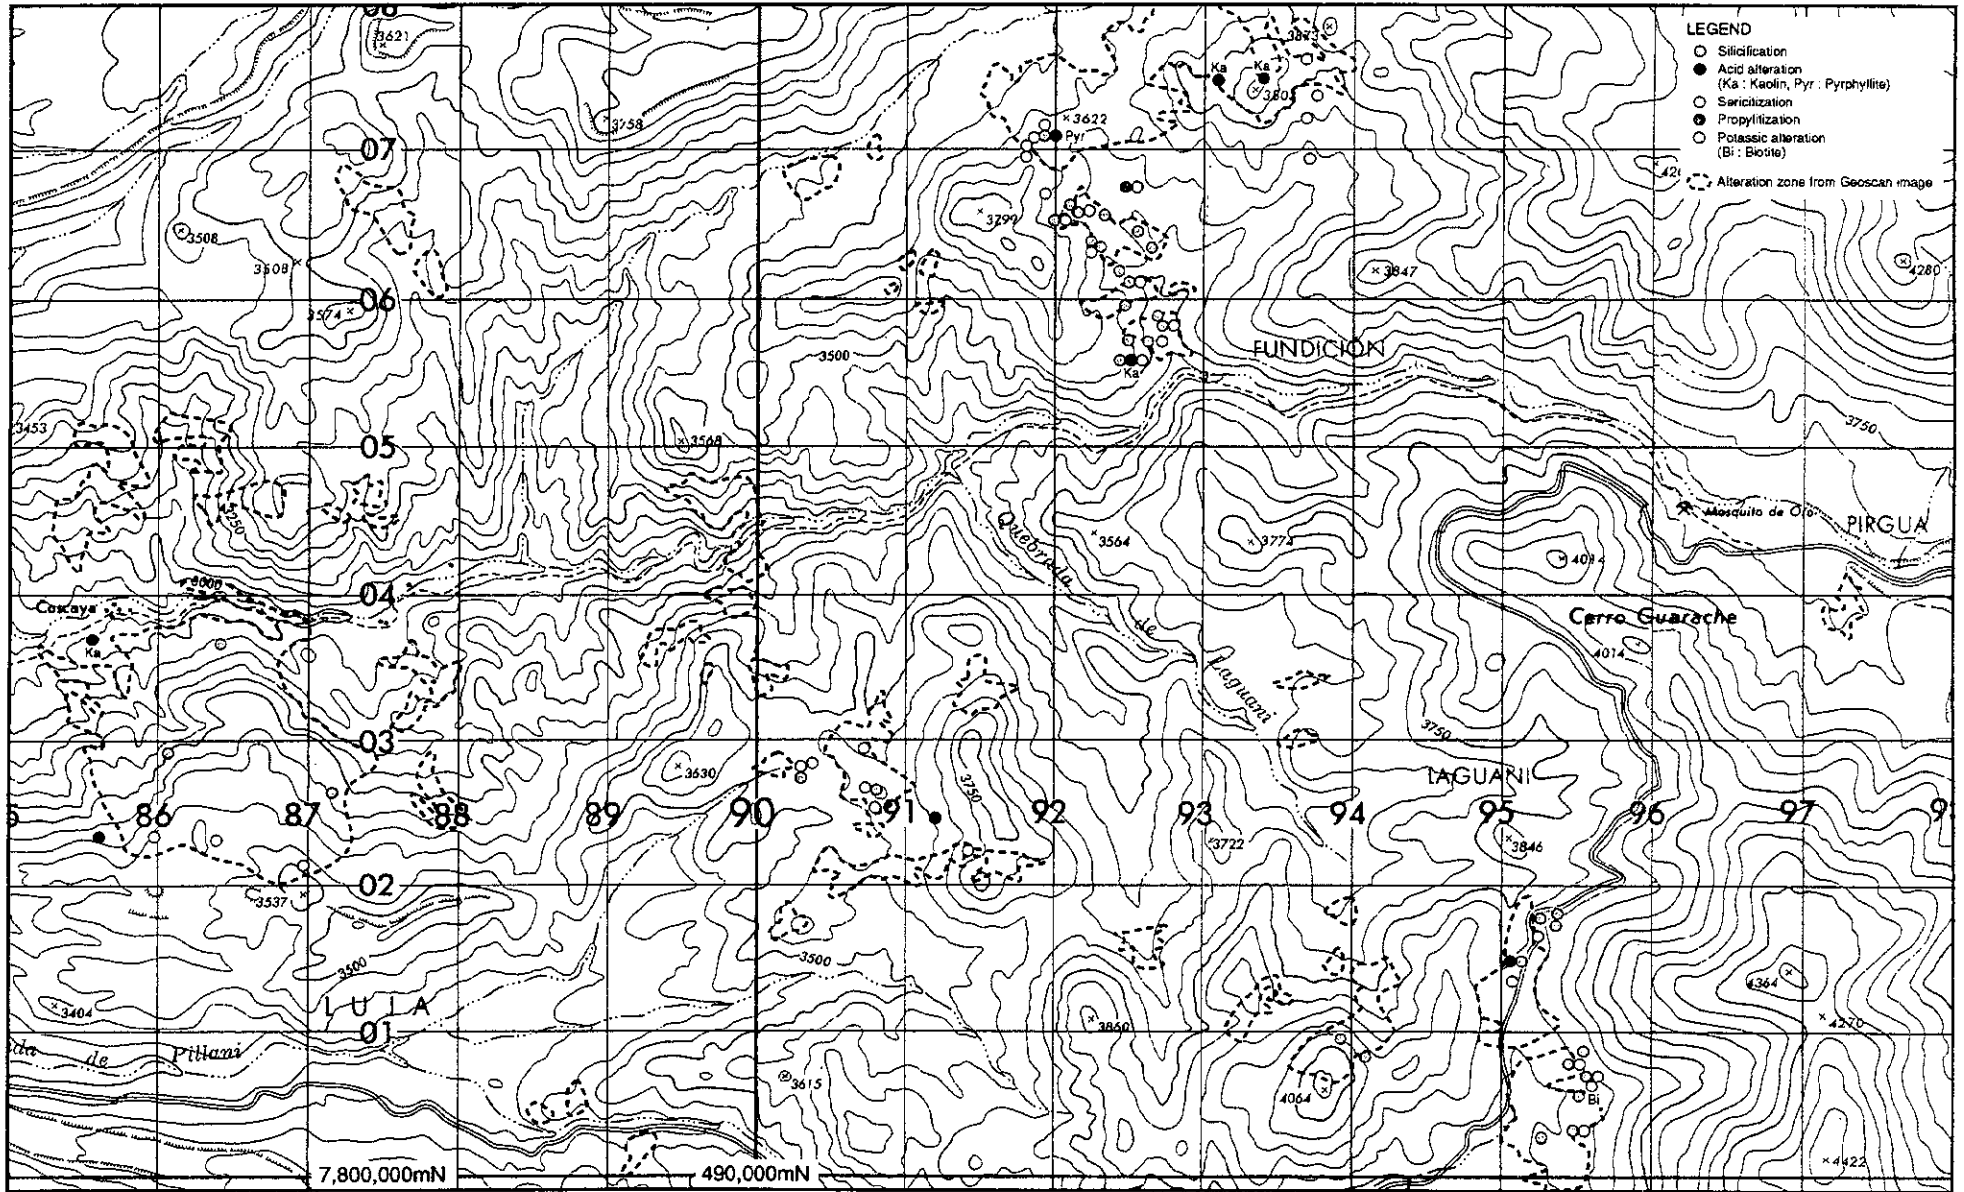 08
3621
3873
LEGEND
Silicification
Acid alteration
(Ka : Kaolin, Pyr : Pyrphyllite)
Sericitization
Propylitization
Potassic alteration
(Bi : Biotite)
Alteration zone from Geoscan image
Ka
Ka
3758
3622
Pyr
07
3799
3508
3508
3847
4280
06
3574
3500
FUNDICION
Ka
3453
3568
05
3750
250
Quebrada de Laguani
3564
3774
Mosquito de Oro
PIRGUA
4014
04
3000
Coscaya
Ka
Cerro Guarache
4014
03
3630
3750
3750
LAGUANI
86
87
88
89
90
91
92
93
94
95
96
97
3722
3846
3537
02
3500
3500
4364
3404
LUIA
3860
4270
01
de Pillani
3615
4064
Bi
7,800,000mN
490,000mN
4422